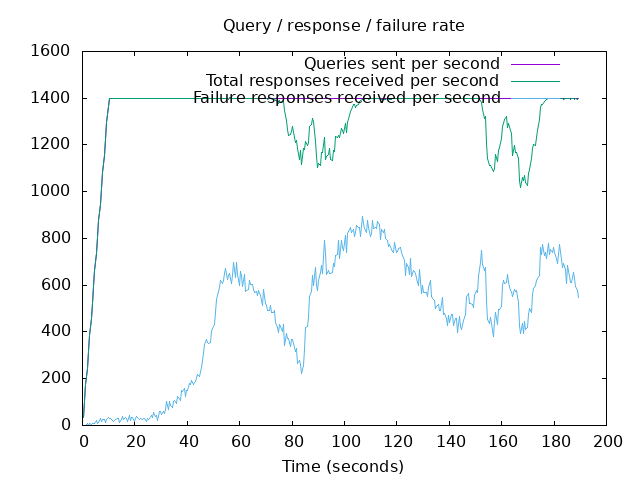 Query / response / failure rate
1600
1400
1200
1000
800
600
400
200
0
Queries sent per second
Total responses received per second
Failure responses received per second
0 20 40 60 80 100 120 140 160 180 200
Time (seconds)